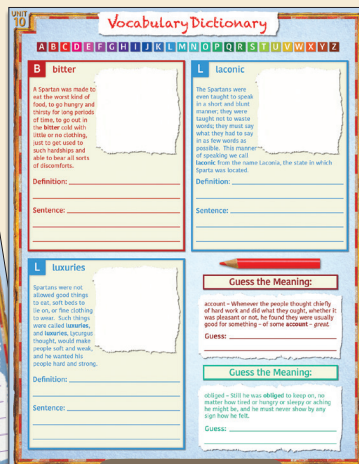 UNIT
10
Vocabulary Dictionary
A B C D E F G H I J K L M N O P Q R S T U V W X Y Z
B bitter
A Spartan was made to
eat the worst kind of
food, to go hungry and
thirsty for long periods
of time, to go out in
the bitter cold with
little or no clothing,
just to get used to
such hardships and
able to bear all sorts
of discomforts.
Definition:
Sentence:
L laconic
The Spartans were
even taught to speak
in a short and blunt
manner; they were
taught not to waste
words; they must say
what they had to say
in as few words as
possible. This manner
of speaking we call
laconic from the name Laconia, the state in which
Sparta was located.
Definition:
Sentence:
L luxuries
Spartans were not
allowed good things
to eat, soft beds to
lie on, or fine clothing
to wear. Such things
were called luxuries,
and luxuries, Lycurgus
thought, would make
people soft and weak,
and he wanted his
people hard and strong.
Definition:
Sentence:
Guess the Meaning:
account – Whenever the people thought chiefly
of hard work and did what they ought, whether it
was pleasant or not, he found they were usually
good for something – of some account – great.
Guess:
Guess the Meaning:
obliged – Still he was obliged to keep on, no
matter how tired or hungry or sleepy or aching
he might be, and he must never show by any
sign how he felt.
Guess: